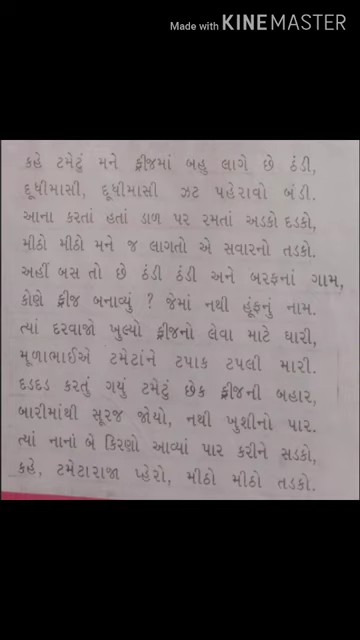 Made with KINEMASTER
કહે ટમેટું મને ફ્રીજમાં બહુ લાગે છે ઠંડી,
દૂધીમાસી, દૂધીમાસી ઝટ પહેરાવો બંડી.
આના કરતાં હતાં ડાળ પર રમતાં અડકો દડકો,
મીઠો મીઠો મને જ લાગતો એ સવારનો તડકો.
અહીં બસ તો છે ઠંડી ઠંડી અને બરફનાં ગામ,
કોણે ફ્રીજ બનાવ્યું ? જેમાં નથી હૂંફનું નામ.
ત્યાં દરવાજો ખુલ્યો ફ્રીજનો લેવા માટે ઘારી,
મૂળાભાઈએ ટમેટાંને ટપાક ટપલી મારી.
દડદડ કરતું ગયું ટમેટું છેક ફ્રીજની બહાર,
બારીમાંથી સૂરજ જોયો, નથી ખુશીનો પાર.
ત્યાં નાનાં બે કિરણો આવ્યાં પાર કરીને સડકો,
કહે, ટમેટારાજા પ્હેરો, મીઠો મીઠો તડકો.